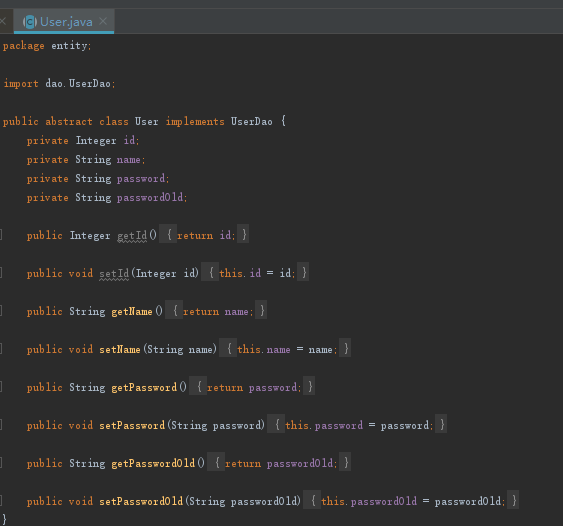 User.java
package entity;
import dao.UserDao;
public abstract class User implements UserDao {
private Integer id;
private String name;
private String password;
private String passwordOld;
public Integer getId() { return id; }
public void setId(Integer id) { this.id = id; }
public String getName() { return name; }
public void setName(String name) { this.name = name; }
public String getPassword() { return password; }
public void setPassword(String password) { this.password = password; }
public String getPasswordOld() { return passwordOld; }
public void setPasswordOld(String passwordOld) { this.passwordOld = passwordOld; }
}